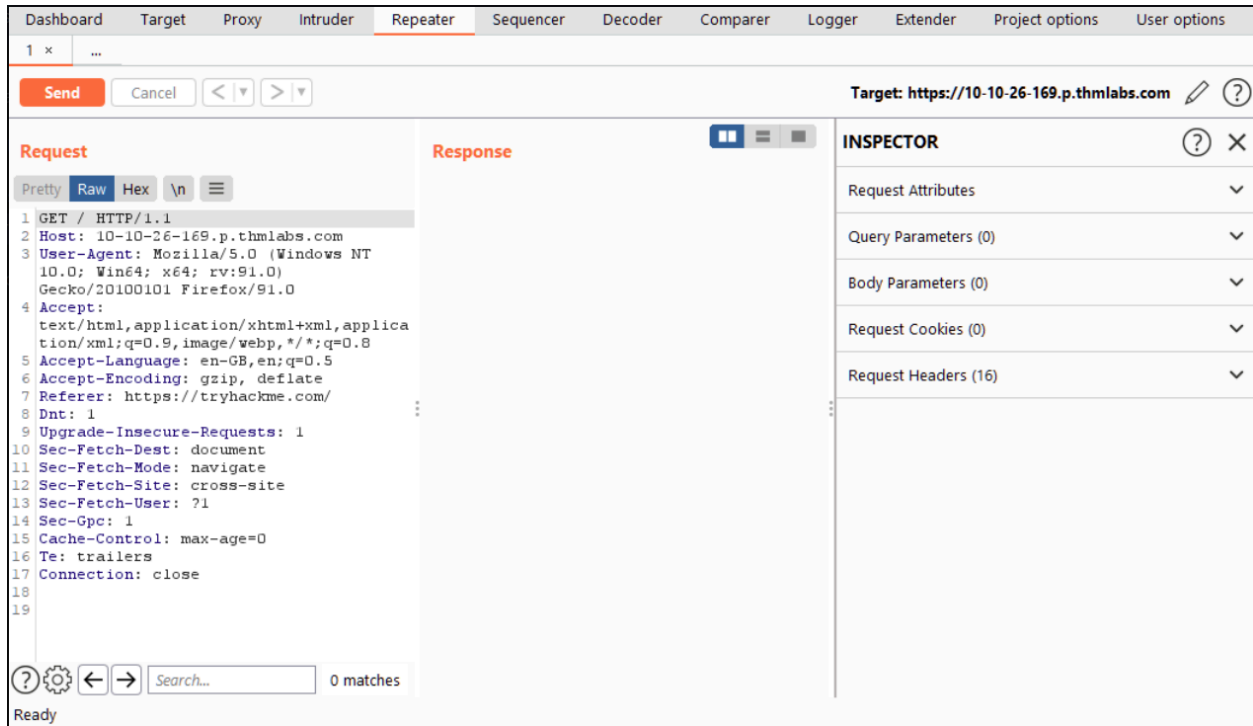 Dashboard Target Proxy Intruder Repeater Sequencer Decoder Comparer Logger Extender Project options User options
1 × ...
Send Cancel < > Target: https://10-10-26-169.p.thmlabs.com ?
Request
Response
INSPECTOR ?
Pretty Raw Hex \n
Request Attributes
Query Parameters (0)
Body Parameters (0)
Request Cookies (0)
Request Headers (16)
1 GET / HTTP/1.1
2 Host: 10-10-26-169.p.thmlabs.com
3 User-Agent: Mozilla/5.0 (Windows NT
10.0; Win64; x64; rv:91.0)
Gecko/20100101 Firefox/91.0
4 Accept:
text/html,application/xhtml+xml,applica
tion/xml;q=0.9,image/webp,*/*;q=0.8
5 Accept-Language: en-GB,en;q=0.5
6 Accept-Encoding: gzip, deflate
7 Referer: https://tryhackme.com/
8 Dnt: 1
9 Upgrade-Insecure-Requests: 1
10 Sec-Fetch-Dest: document
11 Sec-Fetch-Mode: navigate
12 Sec-Fetch-Site: cross-site
13 Sec-Fetch-User: ?1
14 Sec-Gpc: 1
15 Cache-Control: max-age=0
16 Te: trailers
17 Connection: close
18
19
? Search... 0 matches
Ready